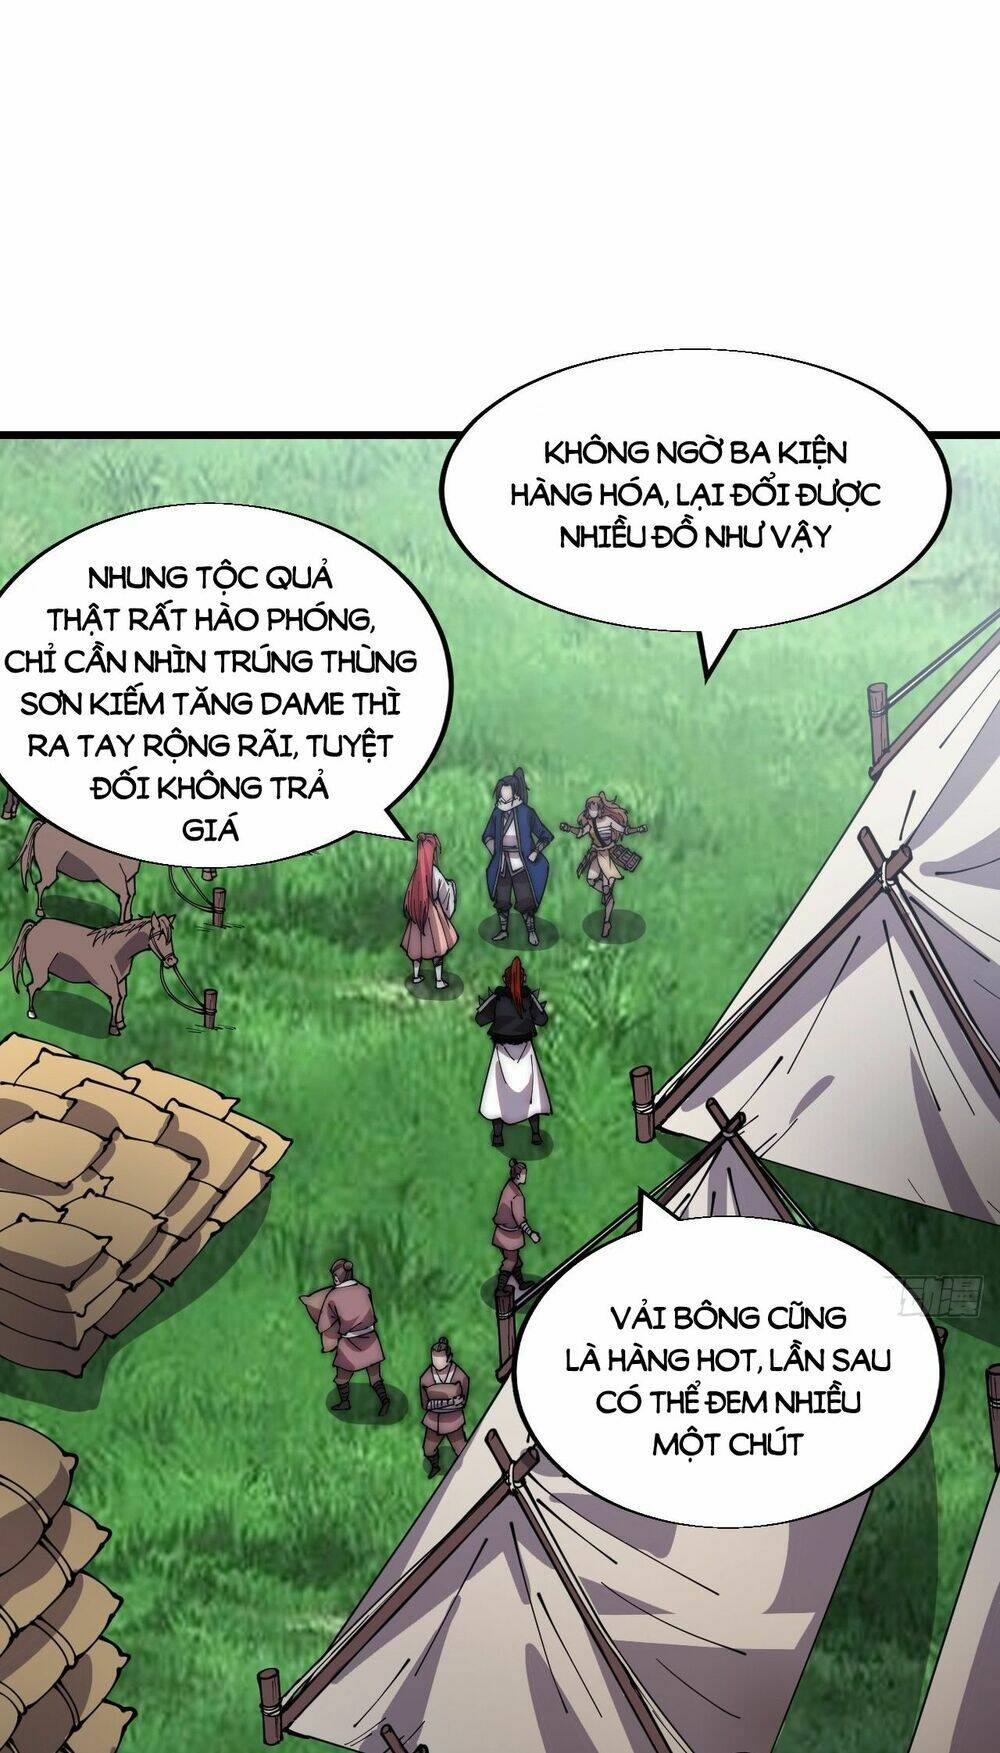 KHÔNG NGỜ BA KIỆN
HÀNG HÓA, LẠI ĐỔI ĐƯỢC
NHIỀU ĐỒ NHƯ VẬY
NHUNG TỘC QUẢ
THẬT RẤT HÀO PHÓNG,
CHỈ CẦN NHÌN TRÚNG THÙNG
SƠN KIẾM TĂNG DAME THÌ
RA TAY RỘNG RÃI, TUYỆT
ĐỐI KHÔNG TRẢ
GIÁ
VẢI BÔNG CŨNG
LÀ HÀNG HOT, LẦN SAU
CÓ THỂ ĐEM NHIỀU
MỘT CHÚT
动漫